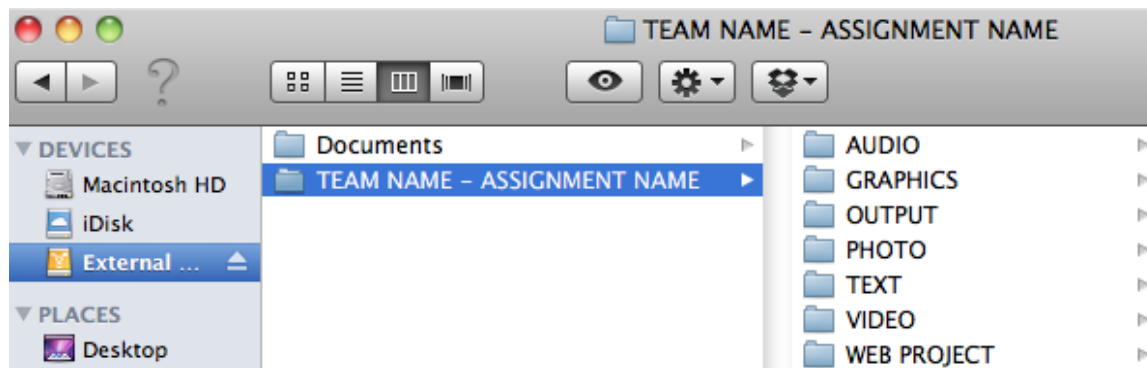 TEAM NAME – ASSIGNMENT NAME
?
DEVICES
Macintosh HD
iDisk
External ...
PLACES
Desktop
Documents
TEAM NAME – ASSIGNMENT NAME
AUDIO
GRAPHICS
OUTPUT
PHOTO
TEXT
VIDEO
WEB PROJECT